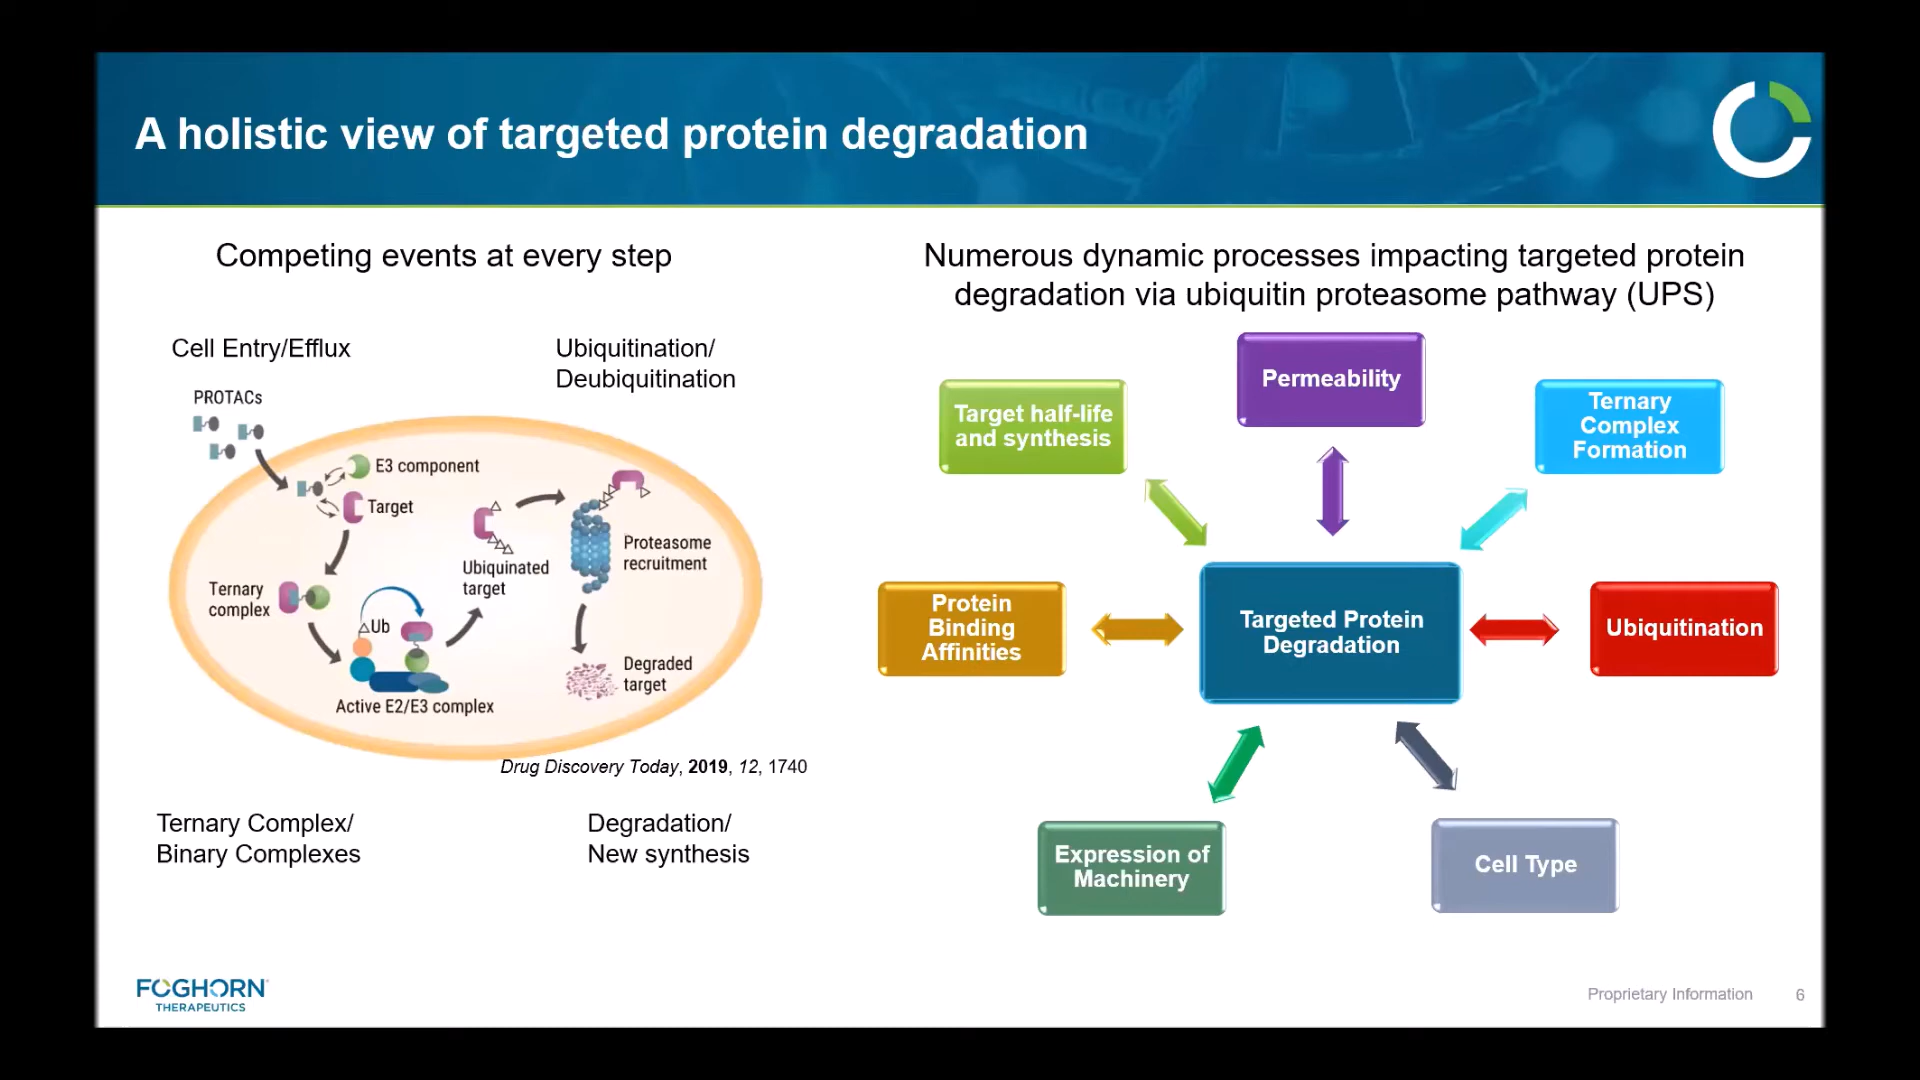 A holistic view of targeted protein degradation
Competing events at every step
Cell Entry/Efflux
Ubiquitination/
Deubiquitination
PROTACs
E3 component
Target
Ternary
complex
Ub
Active E2/E3 complex
Ubiquinated
target
Proteasome
recruitment
Degraded
target
Drug Discovery Today, 2019, 12, 1740
Ternary Complex/
Binary Complexes
Degradation/
New synthesis
Numerous dynamic processes impacting targeted protein
degradation via ubiquitin proteasome pathway (UPS)
Permeability
Target half-life
and synthesis
Ternary
Complex
Formation
Protein
Binding
Affinities
Targeted Protein
Degradation
Ubiquitination
Expression of
Machinery
Cell Type
FOGHORN
THERAPEUTICS
Proprietary Information
6